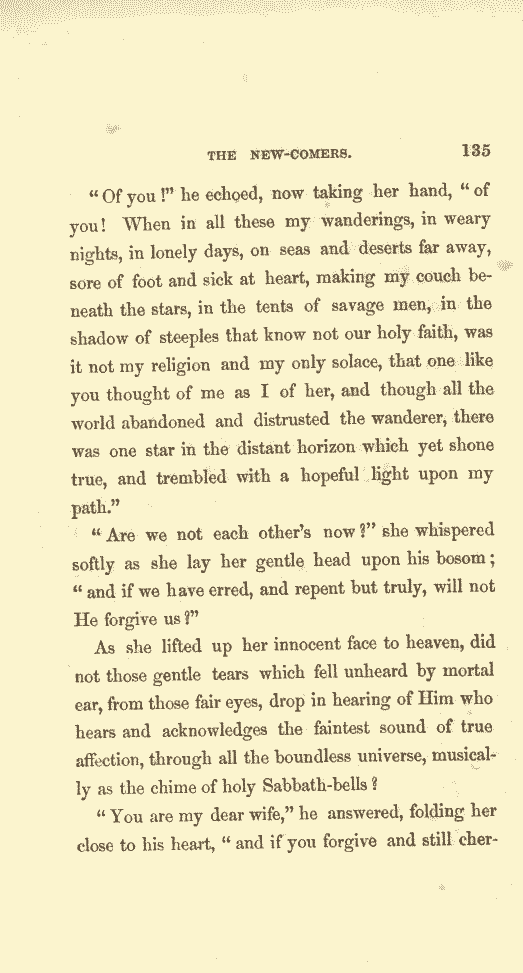 THE NEW-COMERS. 135
“Of you!” he echoed, now taking her hand, “of
you! When in all these my wanderings, in weary
nights, in lonely days, on seas and deserts far away,
sore of foot and sick at heart, making my couch be-
neath the stars, in the tents of savage men, in the
shadow of steeples that know not our holy faith, was
it not my religion and my only solace, that one like
you thought of me as I of her, and though all the
world abandoned and distrusted the wanderer, there
was one star in the distant horizon which yet shone
true, and trembled with a hopeful light upon my
path.”
“Are we not each other’s now?” she whispered
softly as she lay her gentle head upon his bosom;
“and if we have erred, and repent but truly, will not
He forgive us?”
As she lifted up her innocent face to heaven, did
not those gentle tears which fell unheard by mortal
ear, from those fair eyes, drop in hearing of Him who
hears and acknowledges the faintest sound of true
affection, through all the boundless universe, musical-
ly as the chime of holy Sabbath-bells?
“You are my dear wife,” he answered, folding her
close to his heart, “and if you forgive and still cher-